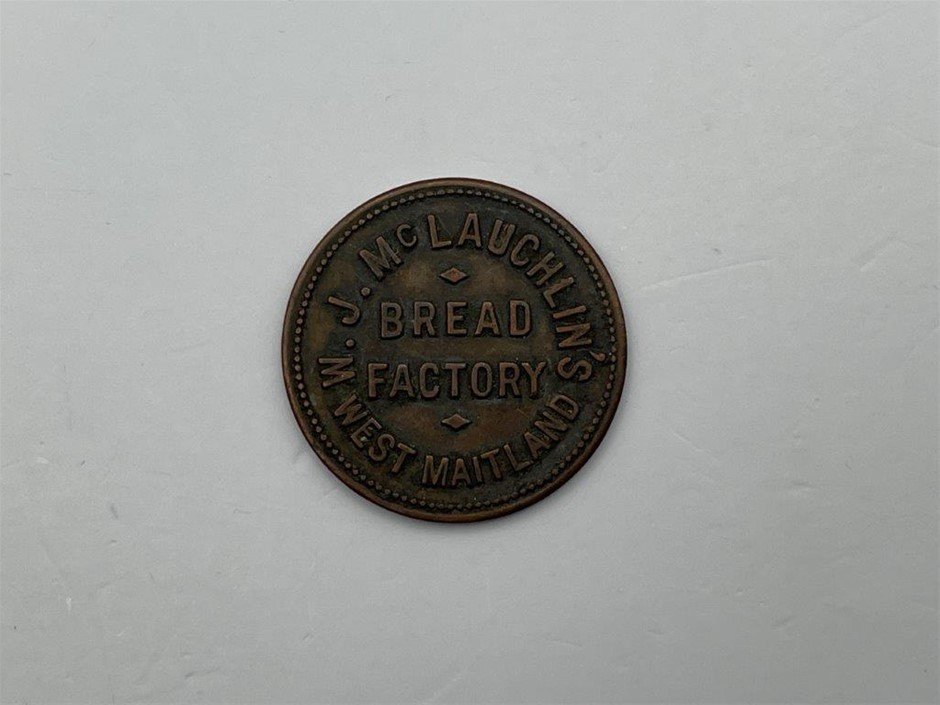 W. J. McLAUCHLIN'S
BREAD
FACTORY
WEST MAITLAND